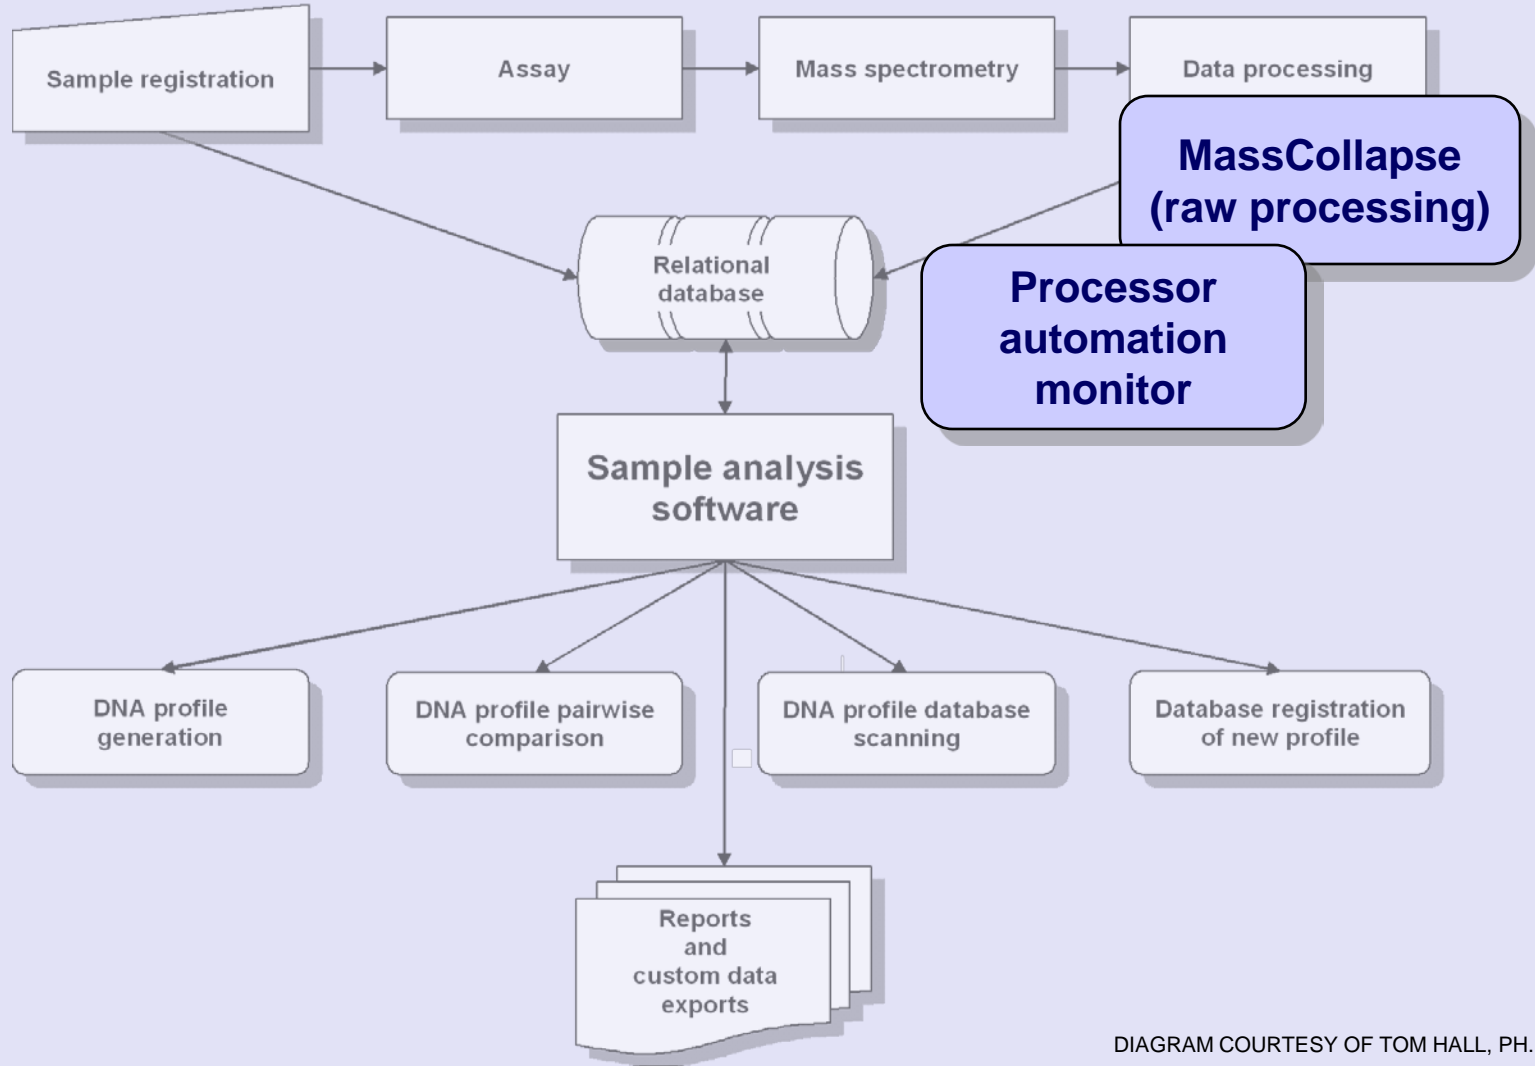 Sample registration
Assay
Mass spectrometry
Data processing
MassCollapse
(raw processing)
Relational
database
Processor
automation
monitor
Sample analysis
software
DNA profile
generation
DNA profile pairwise
comparison
DNA profile database
scanning
Database registration
of new profile
Reports
and
custom data
exports
DIAGRAM COURTESY OF TOM HALL, PH.